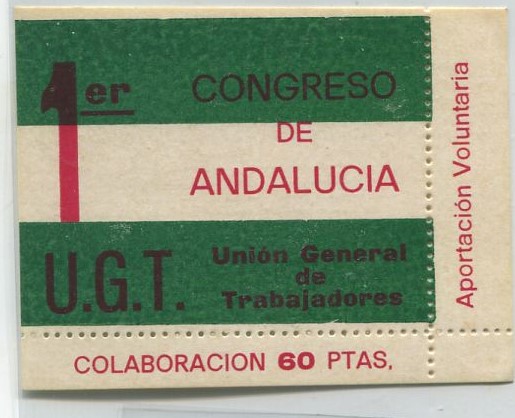 1er CONGRESO
DE
ANDALUCIA
U.G.T. Unión General
de
Trabajadores
COLABORACION 60 PTAS.
Aportación Voluntaria